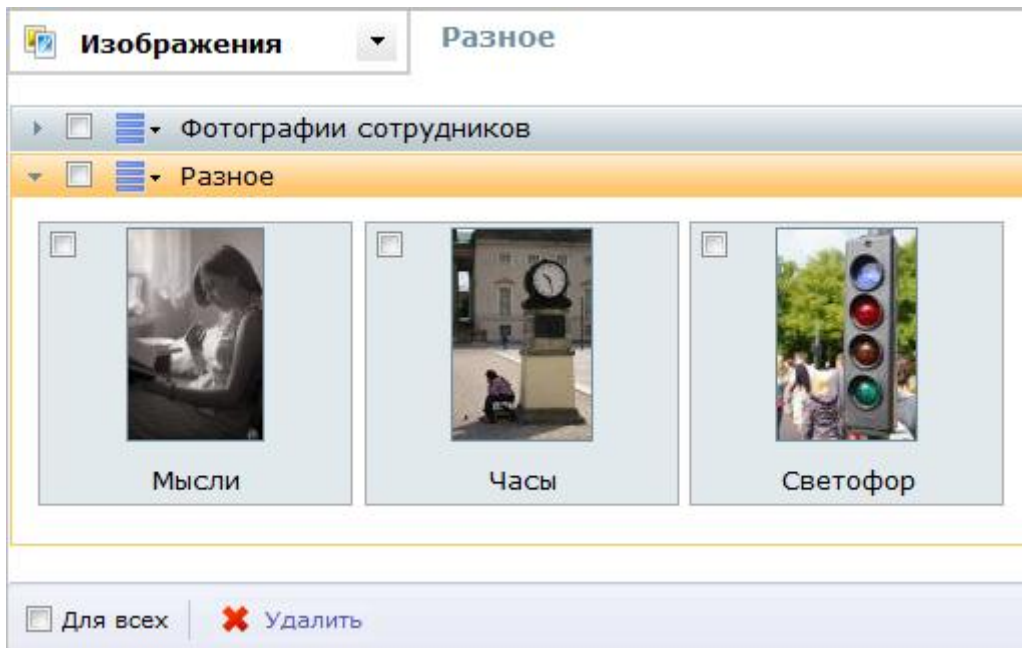 Изображения
Разное
Фотографии сотрудников
Разное
Мысли
Часы
Светофор
Для всех
Удалить